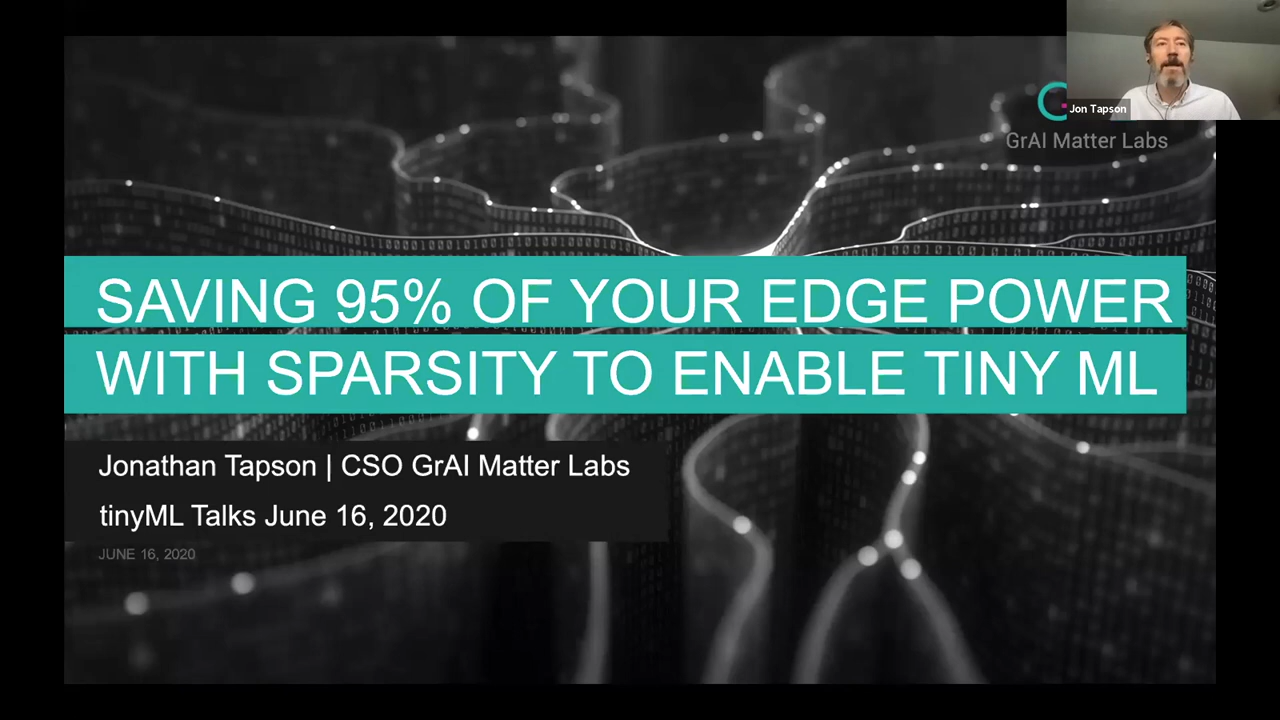 Jon Tapson
GrAI Matter Labs
SAVING 95% OF YOUR EDGE POWER
WITH SPARSITY TO ENABLE TINY ML
Jonathan Tapson | CSO GrAI Matter Labs
tinyML Talks June 16, 2020
JUNE 16, 2020